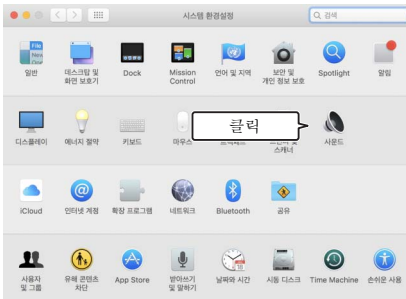 시스템 환경설정
검색
일반
데스크탑 및
화면 보호기
Dock
Mission
Control
언어 및 지역
보안 및
개인 정보 보호
Spotlight
알림
디스플레이
에너지 절약
키보드
마우스
클릭
스캐너
사운드
iCloud
인터넷 계정
확장 프로그램
네트워크
Bluetooth
공유
사용자
및 그룹
유해 콘텐츠
차단
App Store
받아쓰기
및 말하기
날짜와 시간
시동 디스크
Time Machine
손쉬운 사용